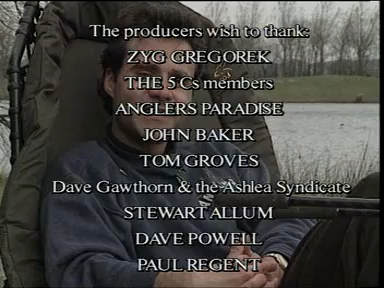 The producers wish to thank:
ZYG GREGOREK
THE 5 Cs members
ANGLERS PARADISE
JOHN BAKER
TOM GROVES
Dave Gawthorn & the Ashlea Syndicate
STEWART ALLUM
DAVE POWELL
PAUL REGENT